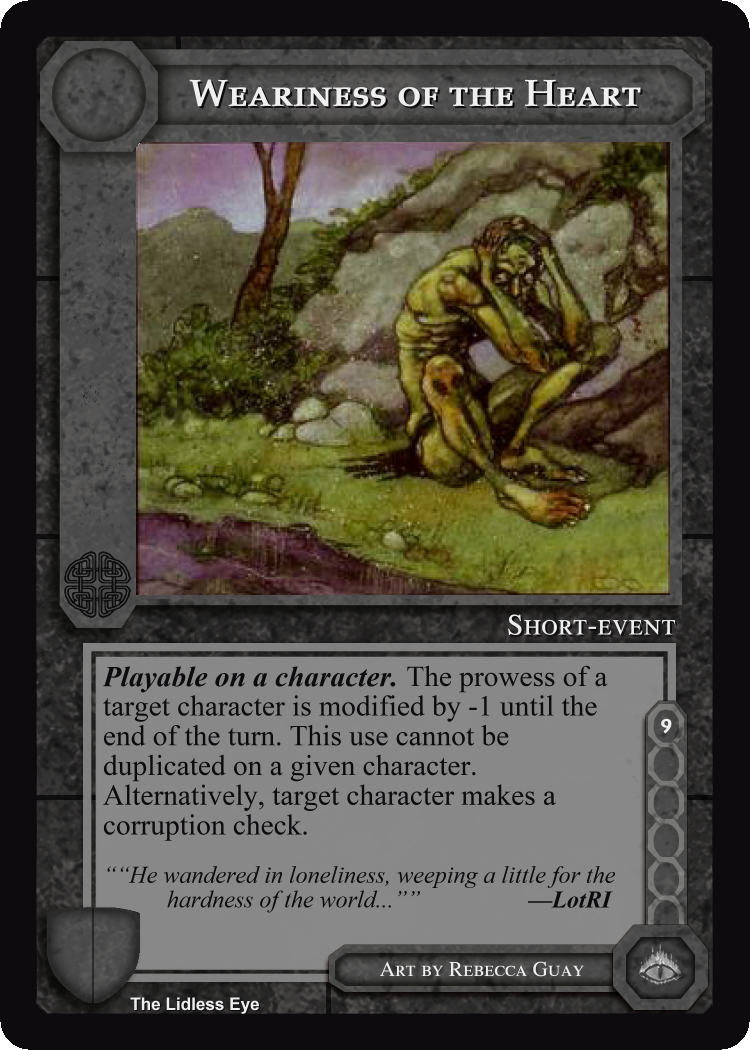 Weariness of the Heart
Short-event
Playable on a character. The prowess of a
target character is modified by -1 until the
end of the turn. This use cannot be
duplicated on a given character.
Alternatively, target character makes a
corruption check.
9
““He wandered in loneliness, weeping a little for the
hardness of the world...”” —LotRI
Art by Rebecca Guay
The Lidless Eye